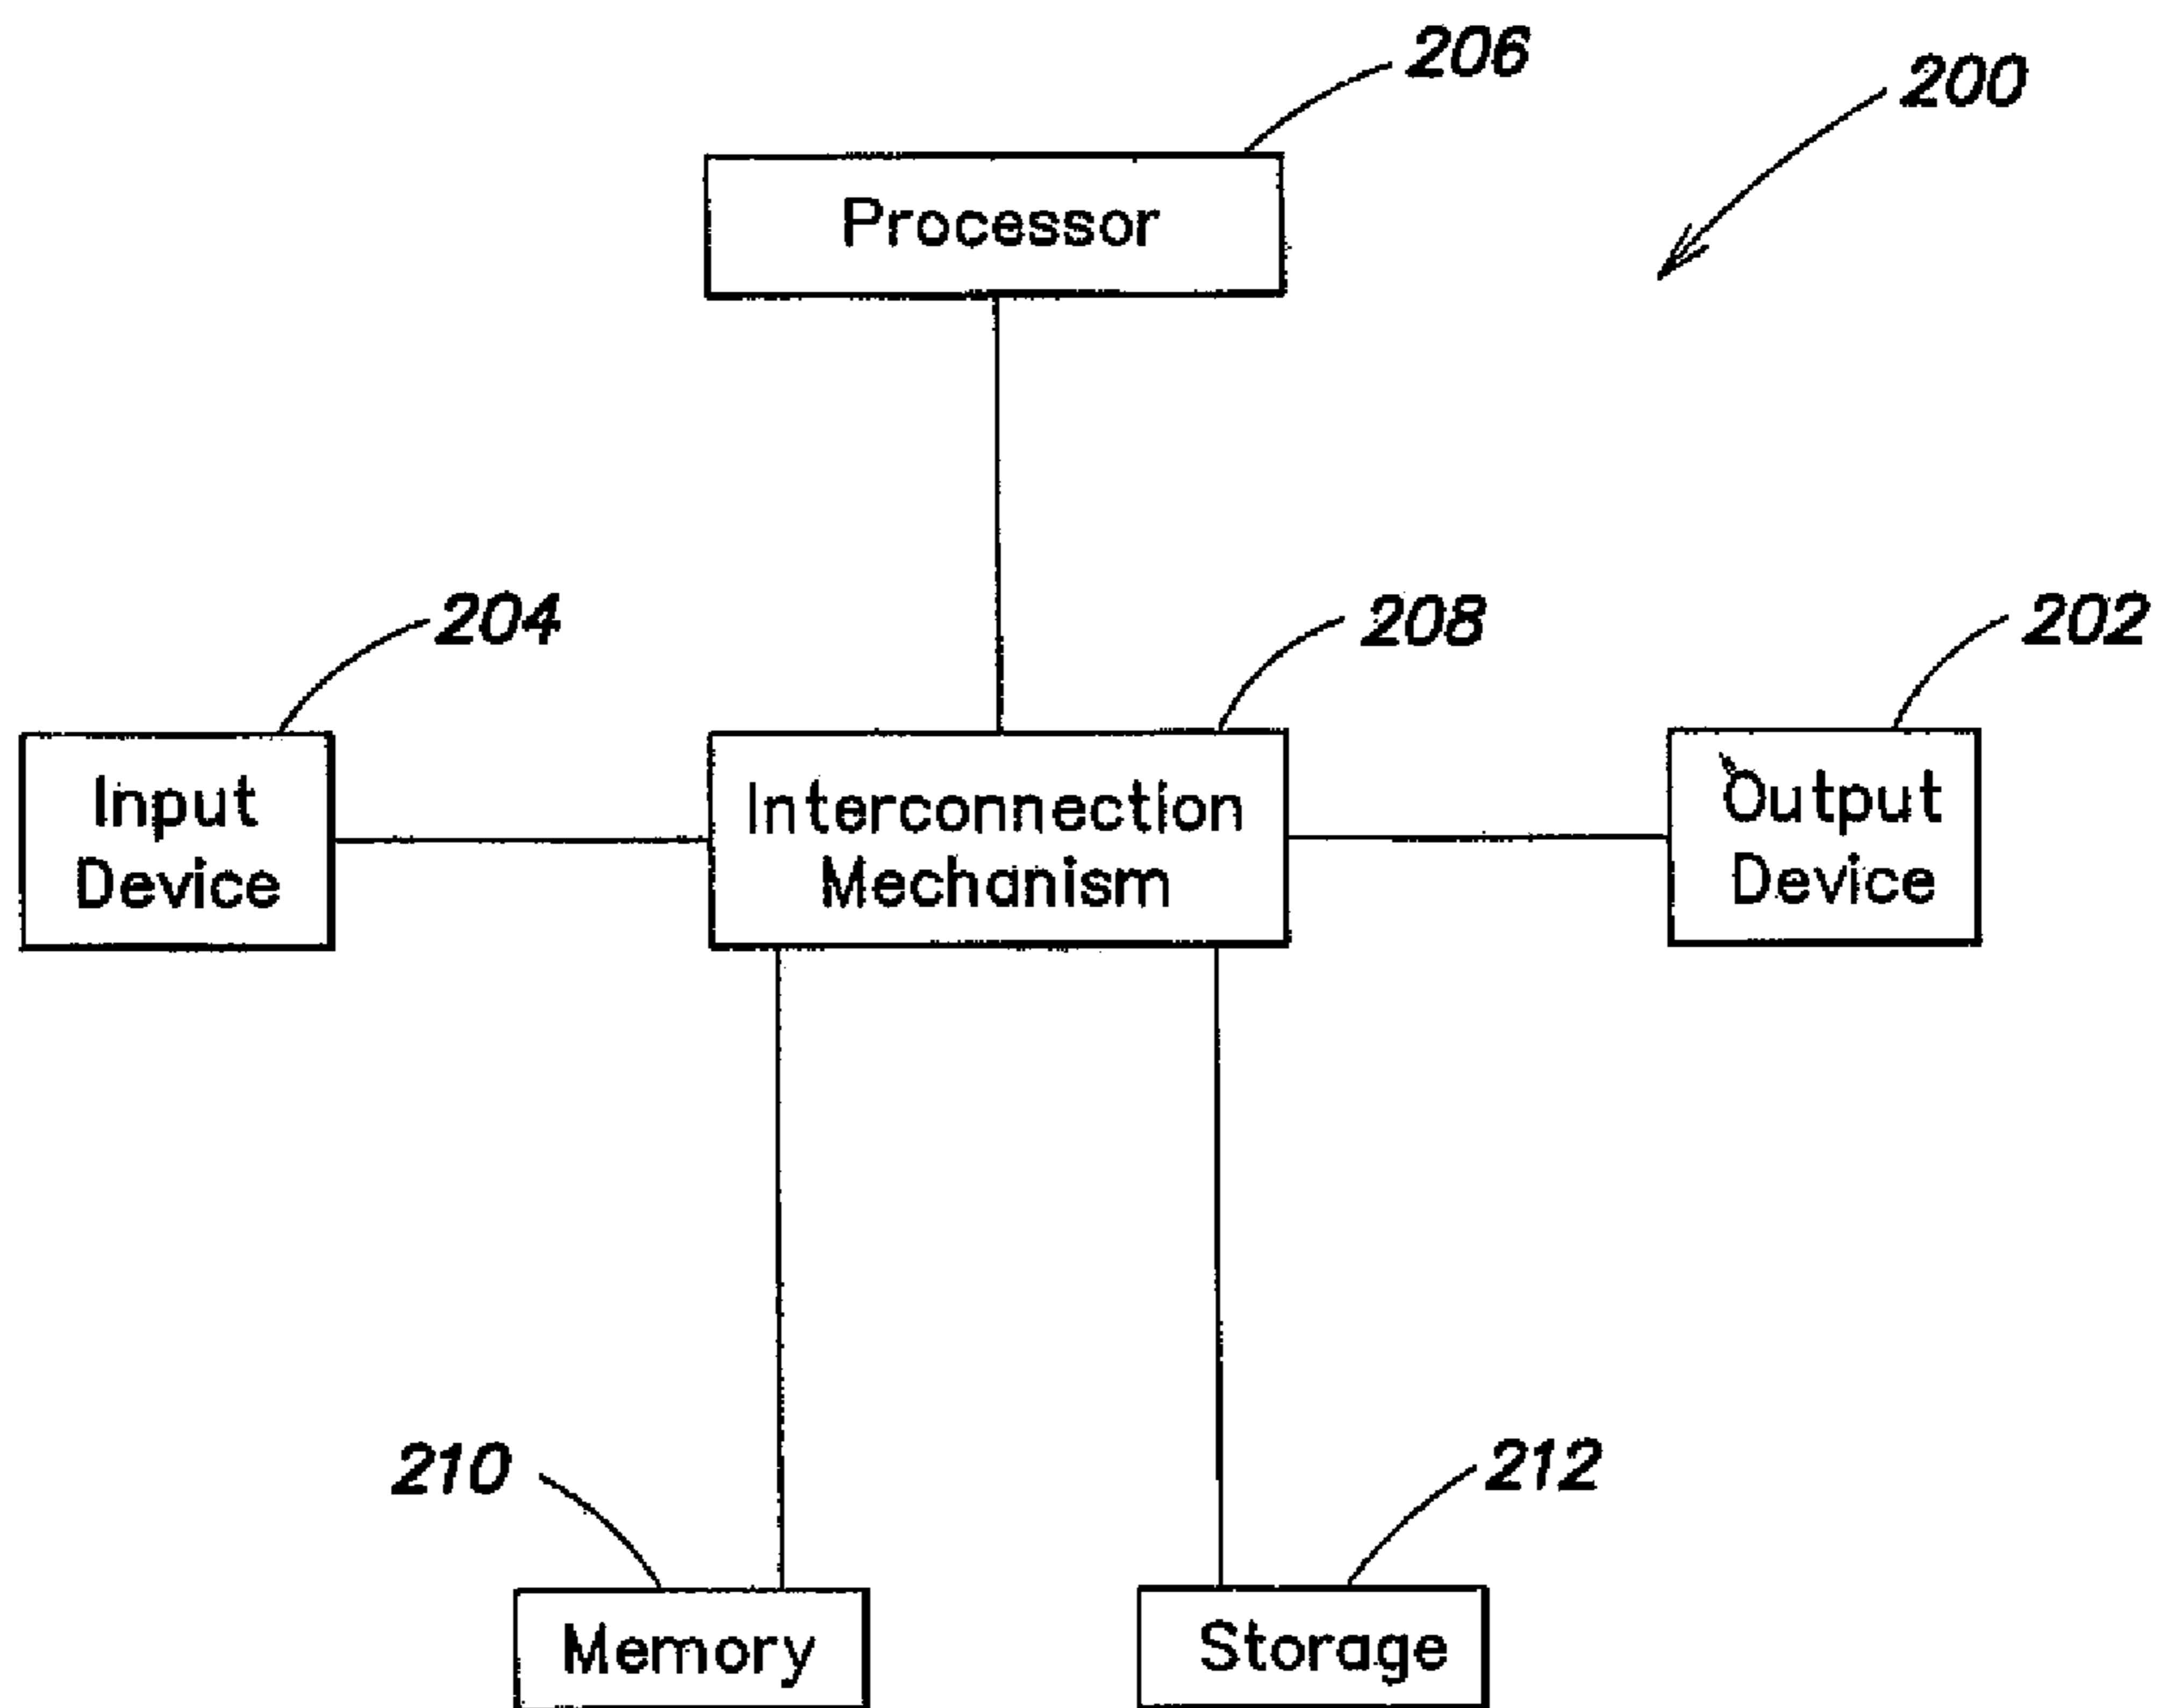 206
200
Processor
204
208
202
Input
Device
Interconnection
Mechanism
Output
Device
210
212
Memory
Storage